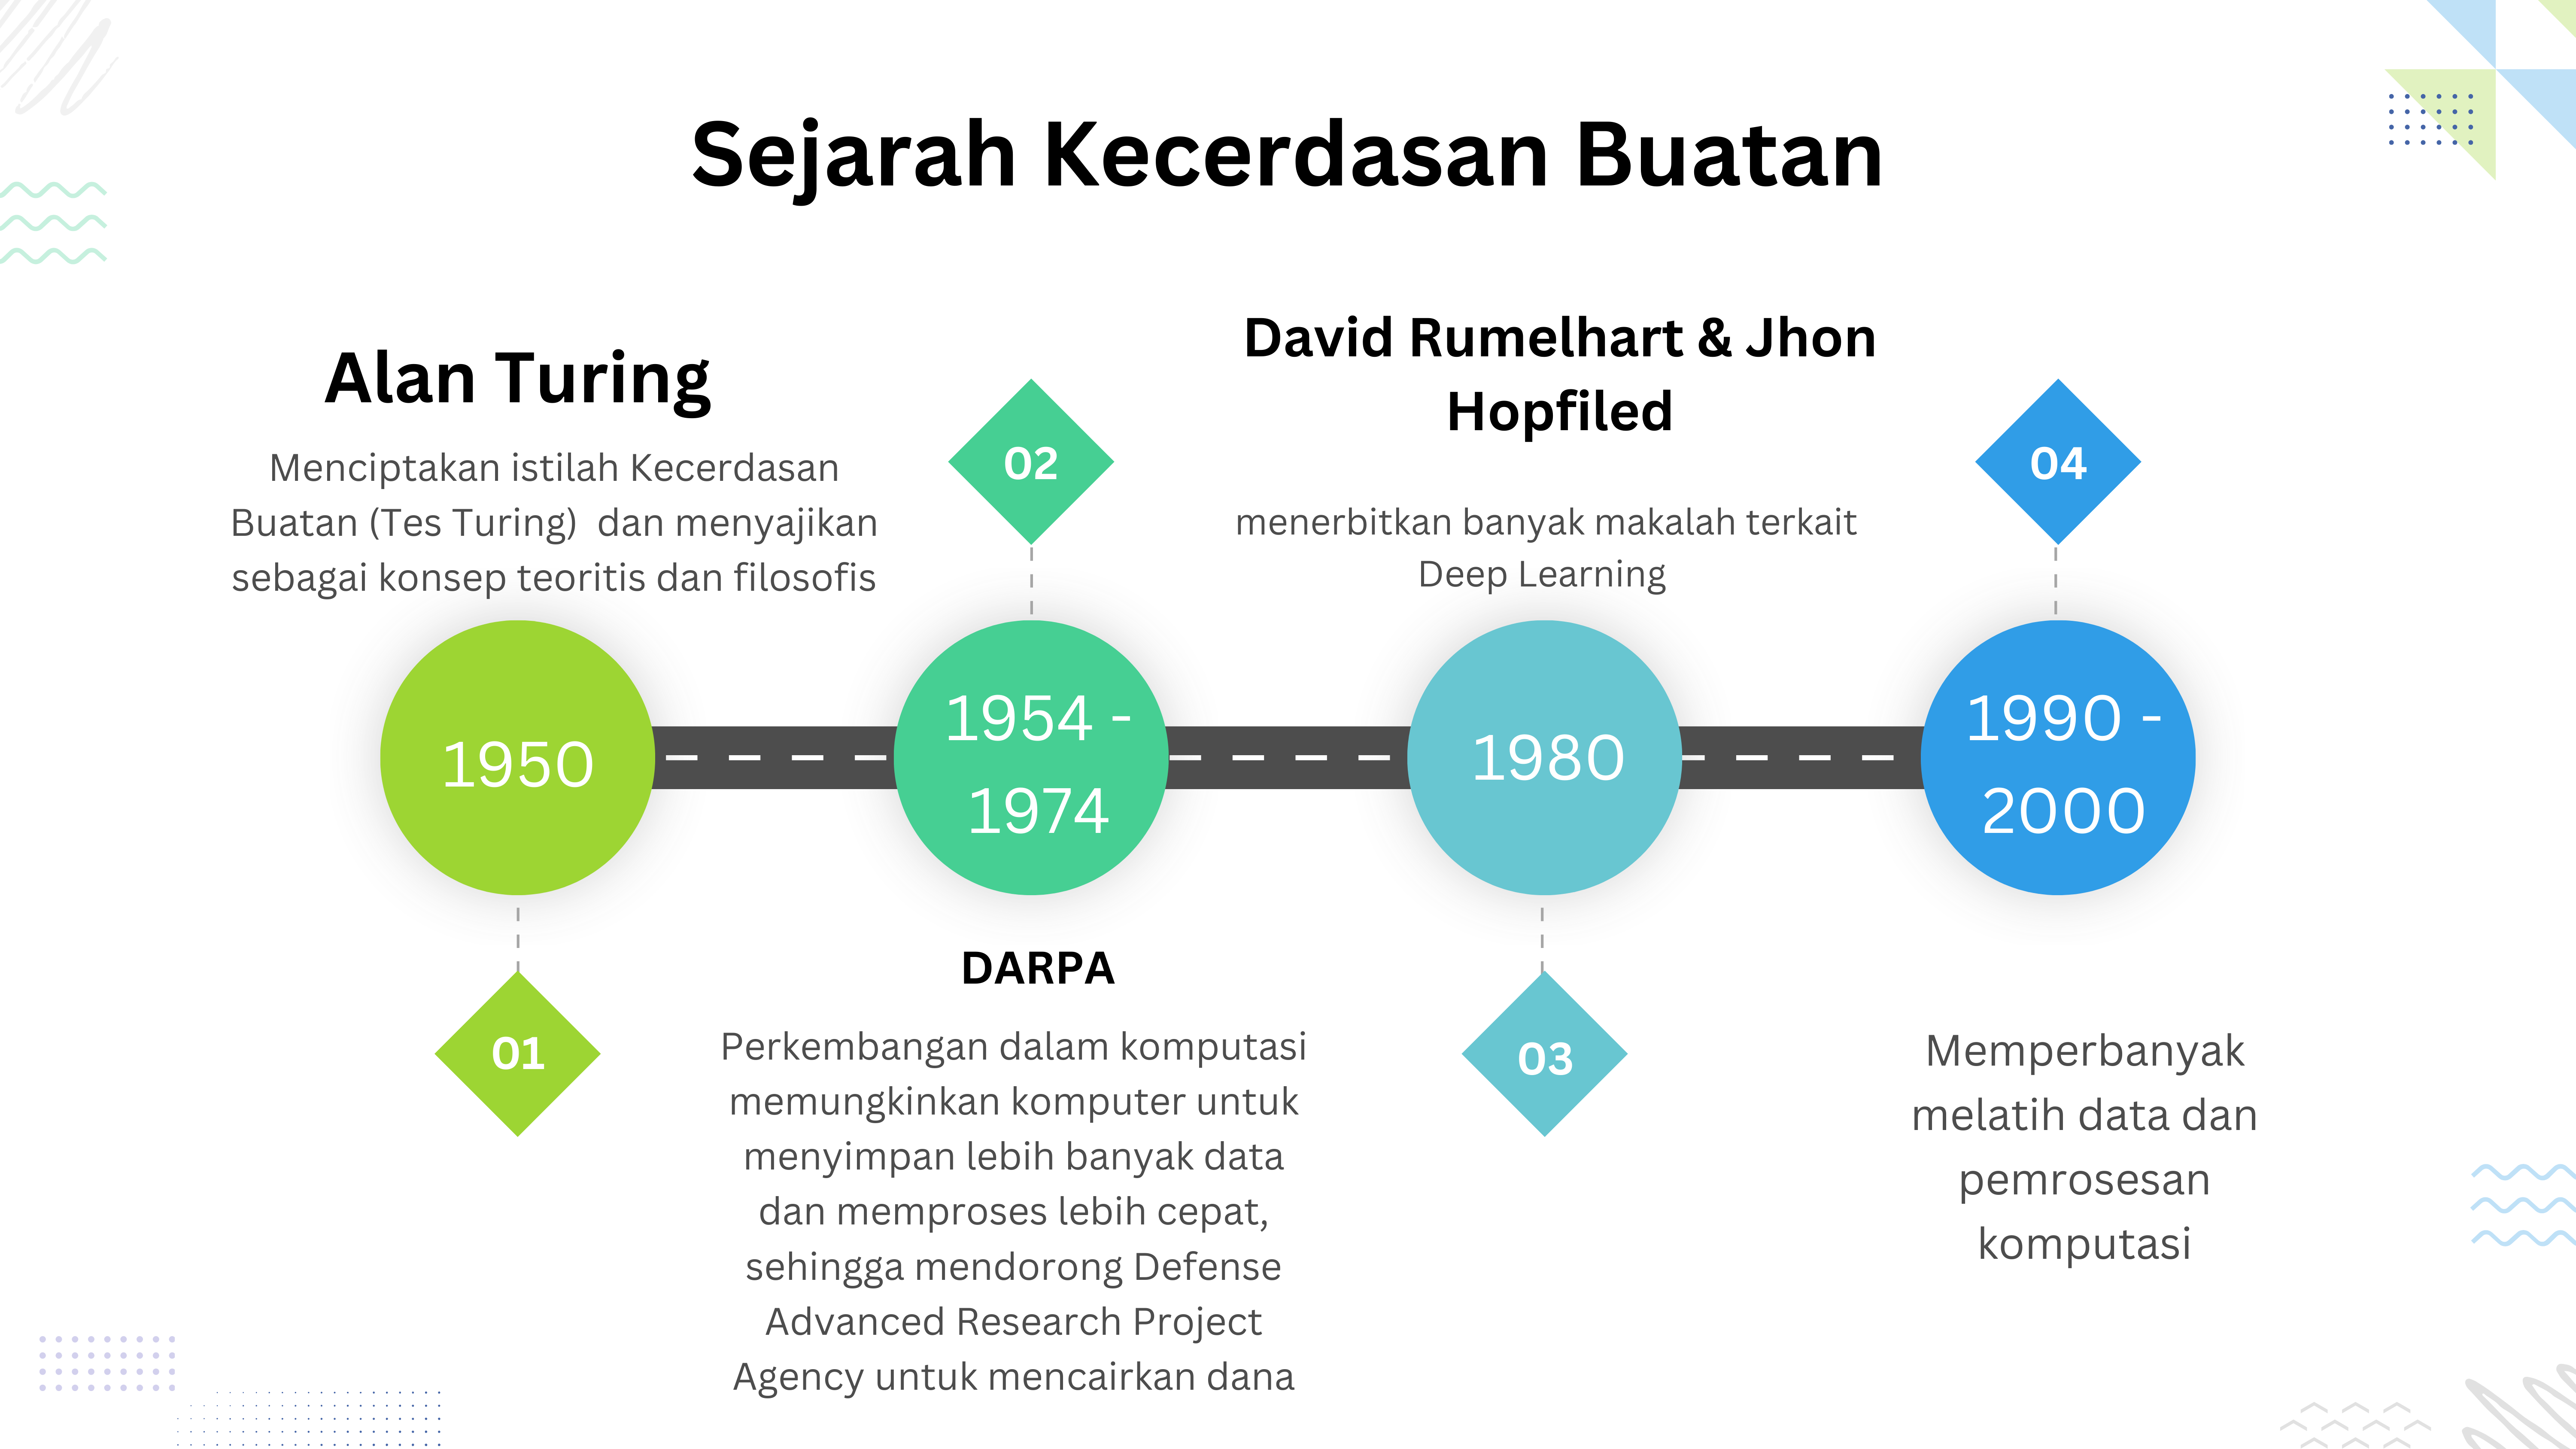 Sejarah Kecerdasan Buatan
Alan Turing
Menciptakan istilah Kecerdasan
Buatan (Tes Turing)  dan menyajikan
sebagai konsep teoritis dan filosofis
1950
01
02
1954 -
1974
DARPA
Perkembangan dalam komputasi
memungkinkan komputer untuk
menyimpan lebih banyak data
dan memproses lebih cepat,
sehingga mendorong Defense
Advanced Research Project
Agency untuk mencairkan dana
David Rumelhart & Jhon
Hopfiled
menerbitkan banyak makalah terkait
Deep Learning
1980
03
04
1990 -
2000
Memperbanyak
melatih data dan
pemrosesan
komputasi